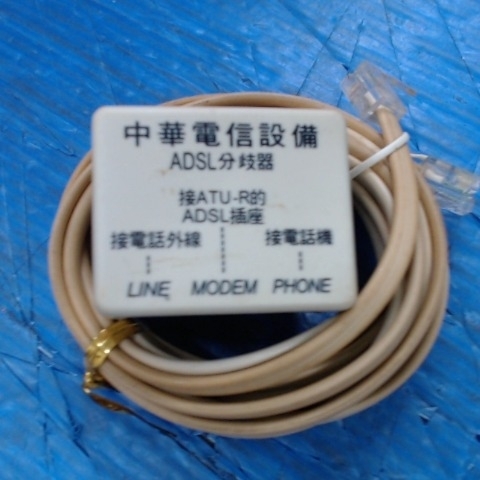 中華電信設備
ADSL分歧器
接ATU-R的
ADSL插座
接電話外線 接電話機
LINE MODEM PHONE